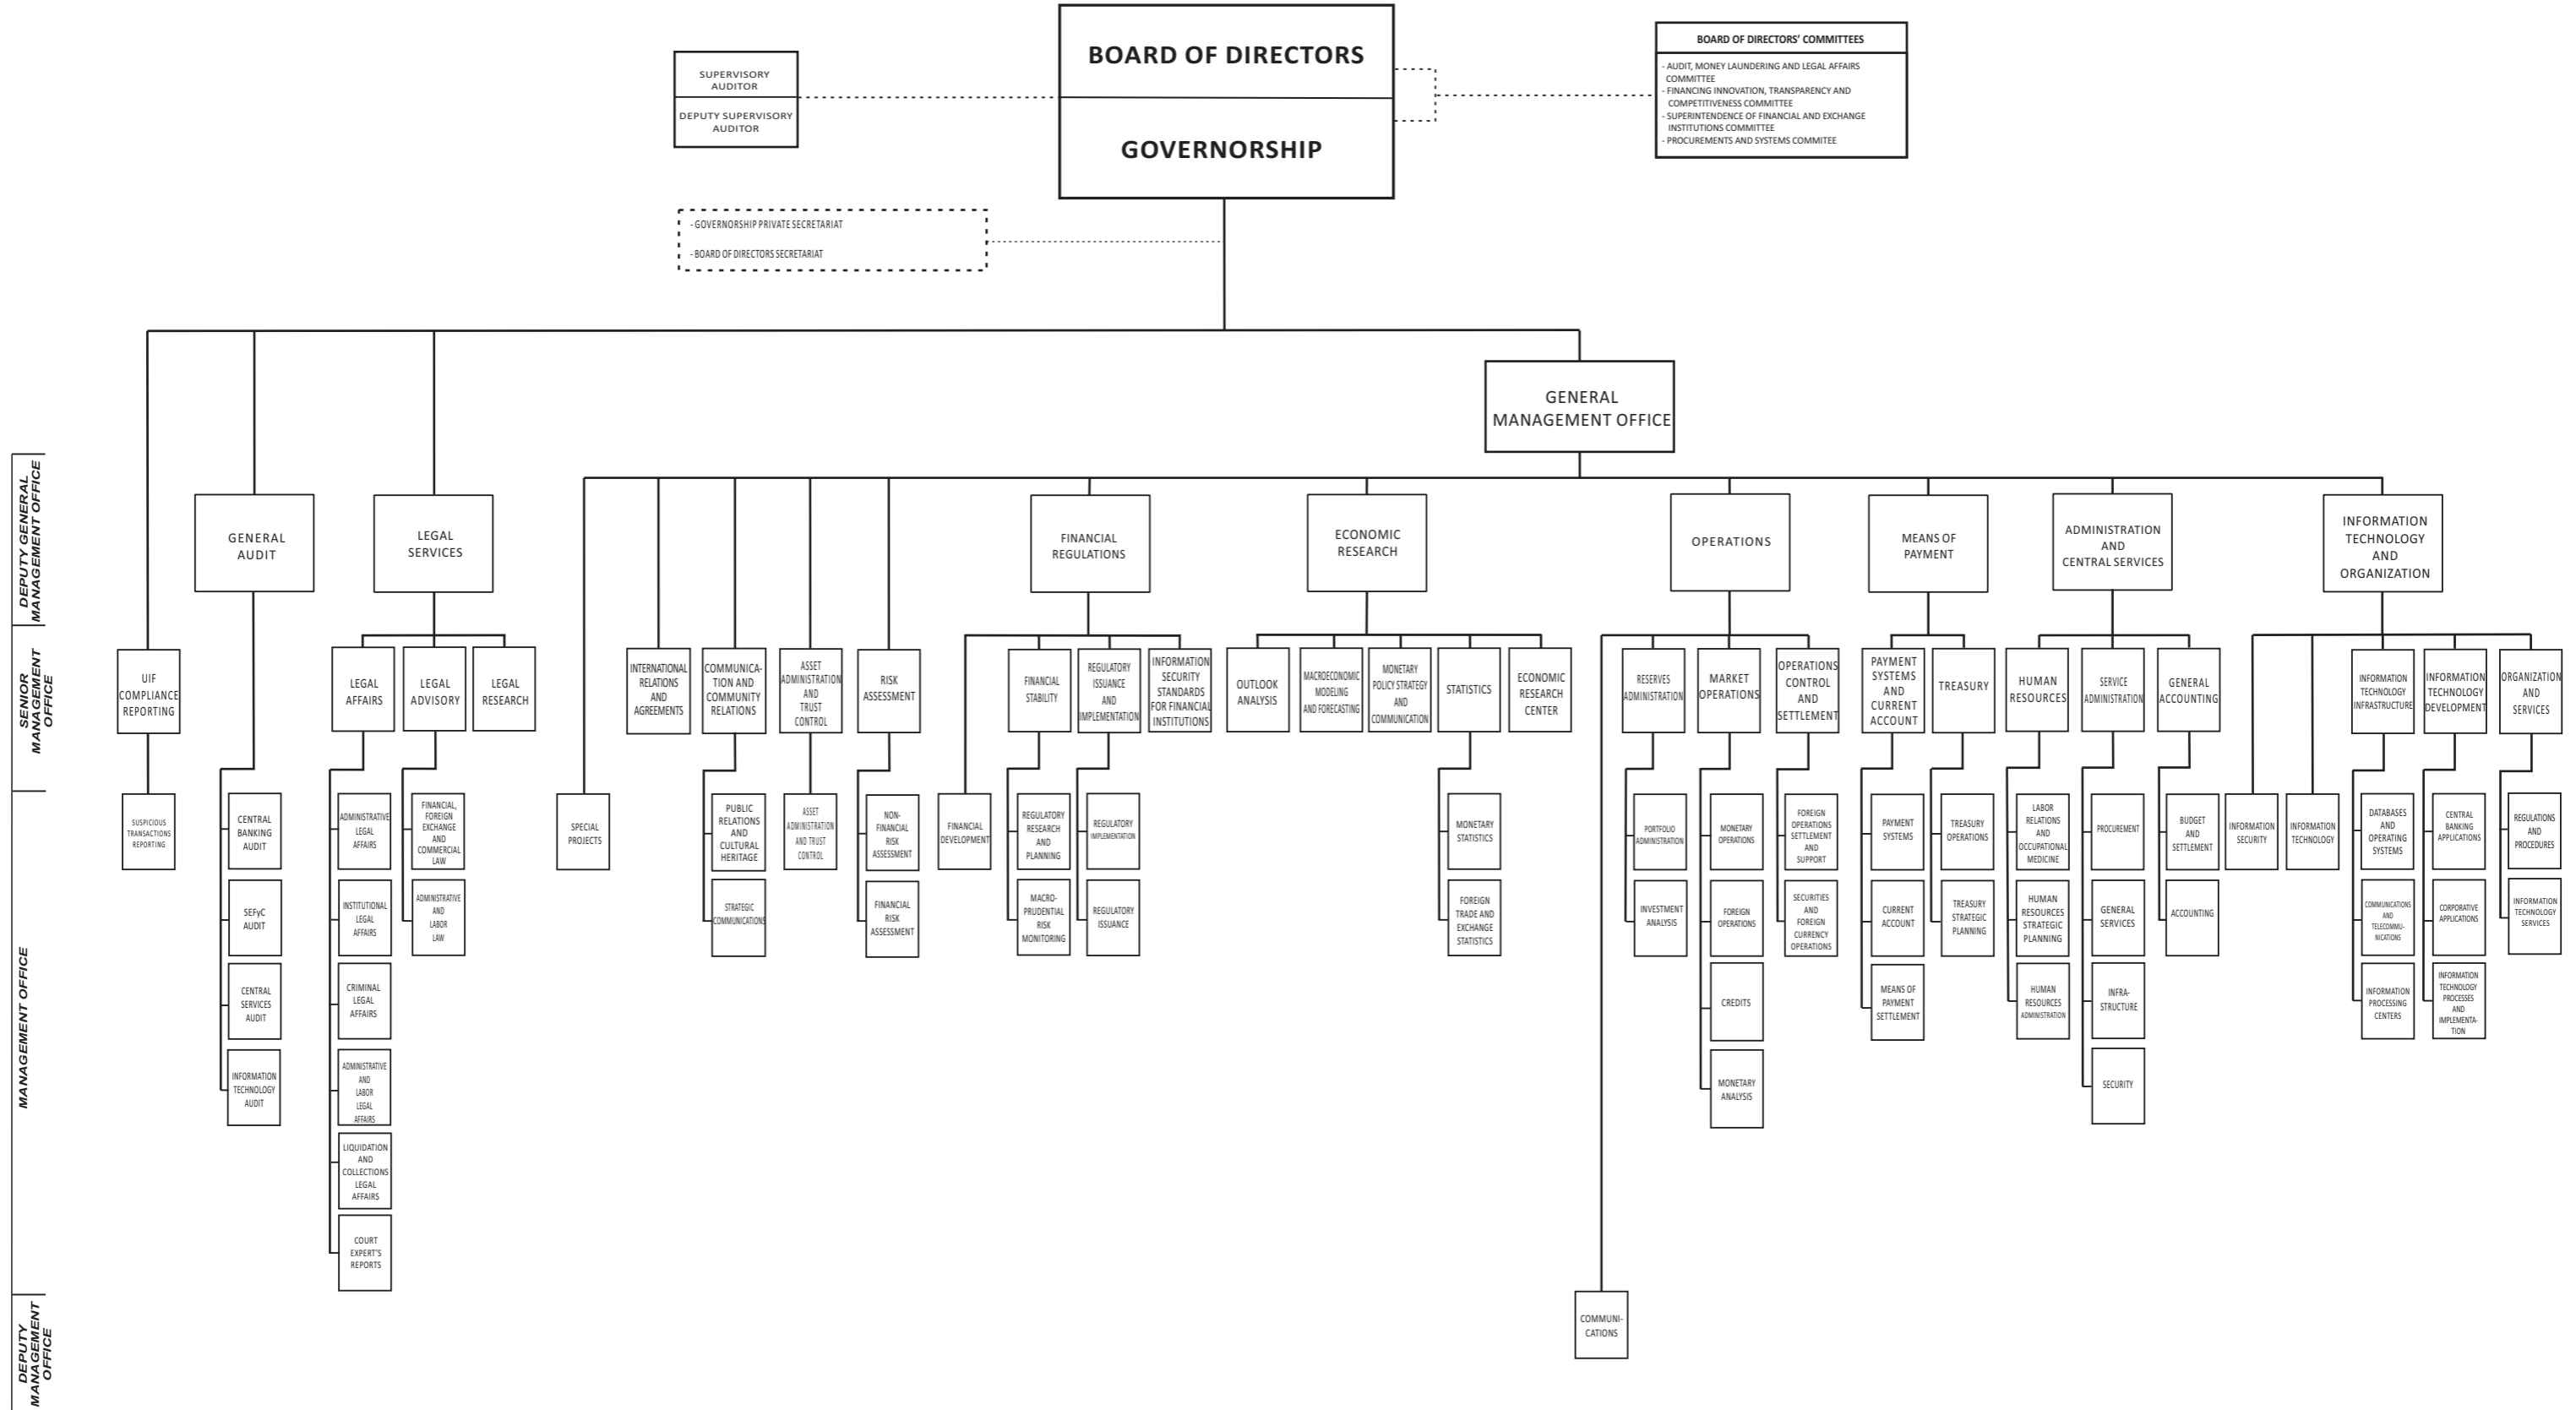 BOARD OF DIRECTORS
GOVERNORSHIP
SUPERVISORY
AUDITOR
DEPUTY SUPERVISORY
AUDITOR
BOARD OF DIRECTORS' COMMITTEES
- AUDIT, MONEY LAUNDERING AND LEGAL AFFAIRS
COMMITTEE
- FINANCING INNOVATION, TRANSPARENCY AND
COMPETITIVENESS COMMITTEE
- SUPERINTENDENCE OF FINANCIAL AND EXCHANGE
INSTITUTIONS COMMITTEE
- PROCUREMENTS AND SYSTEMS COMMITEE
- GOVERNORSHIP PRIVATE SECRETARIAT
- BOARD OF DIRECTORS SECRETARIAT
GENERAL
MANAGEMENT OFFICE
DEPUTY GENERAL
MANAGEMENT OFFICE
GENERAL
AUDIT
LEGAL
SERVICES
FINANCIAL
REGULATIONS
ECONOMIC
RESEARCH
OPERATIONS
MEANS OF
PAYMENT
ADMINISTRATION
AND
CENTRAL SERVICES
INFORMATION
TECHNOLOGY
AND
ORGANIZATION
SENIOR
MANAGEMENT
OFFICE
UIF
COMPLIANCE
REPORTING
LEGAL
AFFAIRS
LEGAL
ADVISORY
LEGAL
RESEARCH
INTERNATIONAL
RELATIONS
AND
AGREEMENTS
COMMUNICA-
TION AND
COMMUNITY
RELATIONS
ASSET
ADMINISTRATION
AND
TRUST
CONTROL
RISK
ASSESSMENT
FINANCIAL
STABILITY
REGULATORY
ISSUANCE
AND
IMPLEMENTATION
INFORMATION
SECURITY
STANDARDS
FOR FINANCIAL
INSTITUTIONS
OUTLOOK
ANALYSIS
MACROECONOMIC
MODELING
AND FORECASTING
MONETARY
POLICY STRATEGY
AND
COMMUNICATION
STATISTICS
ECONOMIC
RESEARCH
CENTER
RESERVES
ADMINISTRATION
MARKET
OPERATIONS
OPERATIONS
CONTROL
AND
SETTLEMENT
PAYMENT
SYSTEMS
AND
CURRENT
ACCOUNT
TREASURY
HUMAN
RESOURCES
SERVICE
ADMINISTRATION
GENERAL
ACCOUNTING
INFORMATION
TECHNOLOGY
INFRASTRUCTURE
INFORMATION
TECHNOLOGY
DEVELOPMENT
ORGANIZATION
AND
SERVICES
MANAGEMENT OFFICE
SUSPICIOUS
TRANSACTIONS
REPORTING
CENTRAL
BANKING
AUDIT
SEFyC
AUDIT
CENTRAL
SERVICES
AUDIT
INFORMATION
TECHNOLOGY
AUDIT
ADMINISTRATIVE
LEGAL
AFFAIRS
INSTITUTIONAL
LEGAL
AFFAIRS
CRIMINAL
LEGAL
AFFAIRS
ADMINISTRATIVE
AND
LABOR
LEGAL
AFFAIRS
LIQUIDATION
AND
COLLECTIONS
LEGAL
AFFAIRS
COURT
EXPERT'S
REPORTS
FINANCIAL,
FOREIGN
EXCHANGE
AND
COMMERCIAL
LAW
ADMINISTRATIVE
AND
LABOR
LAW
SPECIAL
PROJECTS
PUBLIC
RELATIONS
AND
CULTURAL
HERITAGE
STRATEGIC
COMMUNICATIONS
ASSET
ADMINISTRATION
AND TRUST
CONTROL
NON-
FINANCIAL
RISK
ASSESSMENT
FINANCIAL
RISK
ASSESSMENT
FINANCIAL
DEVELOPMENT
REGULATORY
RESEARCH
AND
PLANNING
MACRO-
PRUDENTIAL
RISK
MONITORING
REGULATORY
IMPLEMENTATION
REGULATORY
ISSUANCE
MONETARY
STATISTICS
FOREIGN
TRADE AND
EXCHANGE
STATISTICS
PORTFOLIO
ADMINISTRATION
INVESTMENT
ANALYSIS
MONETARY
OPERATIONS
FOREIGN
OPERATIONS
CREDITS
MONETARY
ANALYSIS
FOREIGN
OPERATIONS
SETTLEMENT
AND
SUPPORT
SECURITIES
AND
FOREIGN
CURRENCY
OPERATIONS
PAYMENT
SYSTEMS
CURRENT
ACCOUNT
MEANS OF
PAYMENT
SETTLEMENT
TREASURY
OPERATIONS
TREASURY
STRATEGIC
PLANNING
LABOR
RELATIONS
AND
OCCUPATIONAL
MEDICINE
HUMAN
RESOURCES
STRATEGIC
PLANNING
HUMAN
RESOURCES
ADMINISTRATION
PROCUREMENT
GENERAL
SERVICES
INFRA-
STRUCTURE
SECURITY
BUDGET
AND
SETTLEMENT
ACCOUNTING
INFORMATION
SECURITY
INFORMATION
TECHNOLOGY
DATABASES
AND
OPERATING
SYSTEMS
COMMUNICATIONS
AND
TELECOMMU-
NICATIONS
INFORMATION
PROCESSING
CENTERS
CENTRAL
BANKING
APPLICATIONS
CORPORATIVE
APPLICATIONS
INFORMATION
TECHNOLOGY
PROCESSES
AND
IMPLEMENTA-
TION
REGULATIONS
AND
PROCEDURES
INFORMATION
TECHNOLOGY
SERVICES
DEPUTY
MANAGEMENT
OFFICE
COMMUNI-
CATIONS